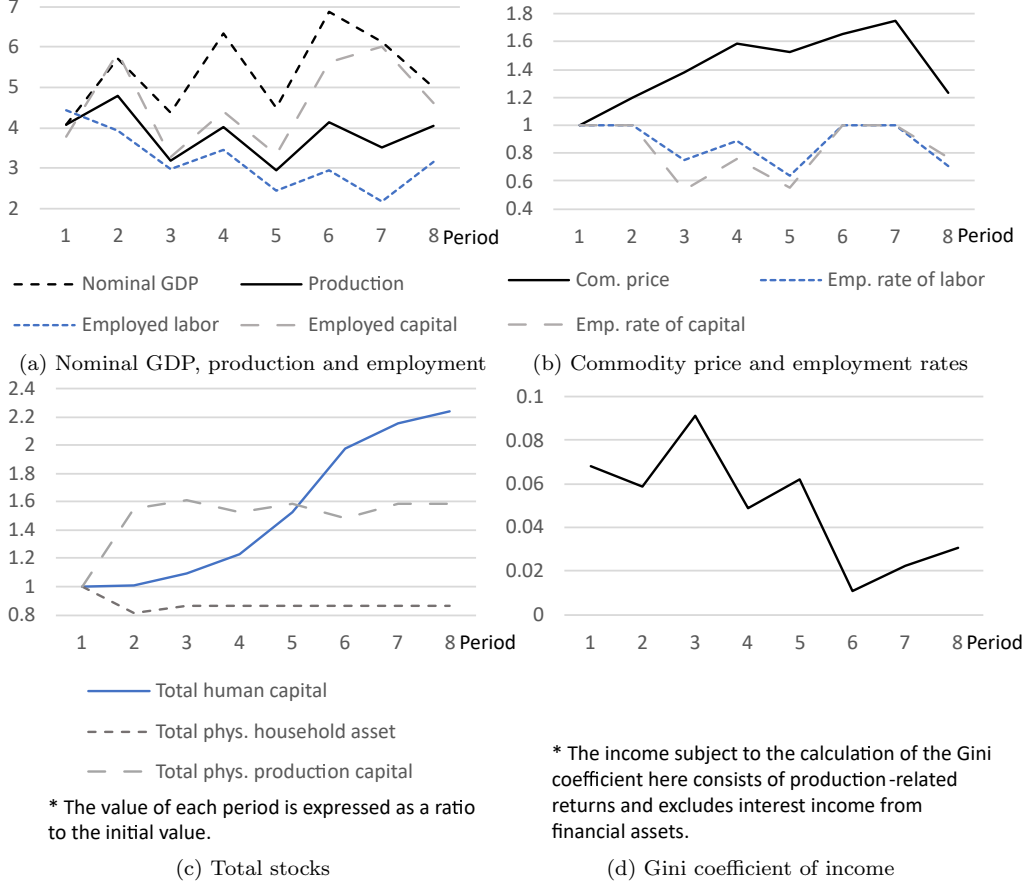 7
6
5
4
3
2
1 2 3 4 5 6 7 8 Period
Nominal GDP Production
Employed labor Employed capital
(a) Nominal GDP, production and employment
1.8
1.6
1.4
1.2
1
0.8
0.6
0.4
1 2 3 4 5 6 7 8 Period
Com. price Emp. rate of labor
Emp. rate of capital
(b) Commodity price and employment rates
2.4
2.2
2
1.8
1.6
1.4
1.2
1
0.8
1 2 3 4 5 6 7 8 Period
Total human capital
Total phys. household asset
Total phys. production capital
* The value of each period is expressed as a ratio
to the initial value.
(c) Total stocks
0.1
0.08
0.06
0.04
0.02
0
1 2 3 4 5 6 7 8 Period
* The income subject to the calculation of the Gini
coefficient here consists of production-related
returns and excludes interest income from
financial assets.
(d) Gini coefficient of income